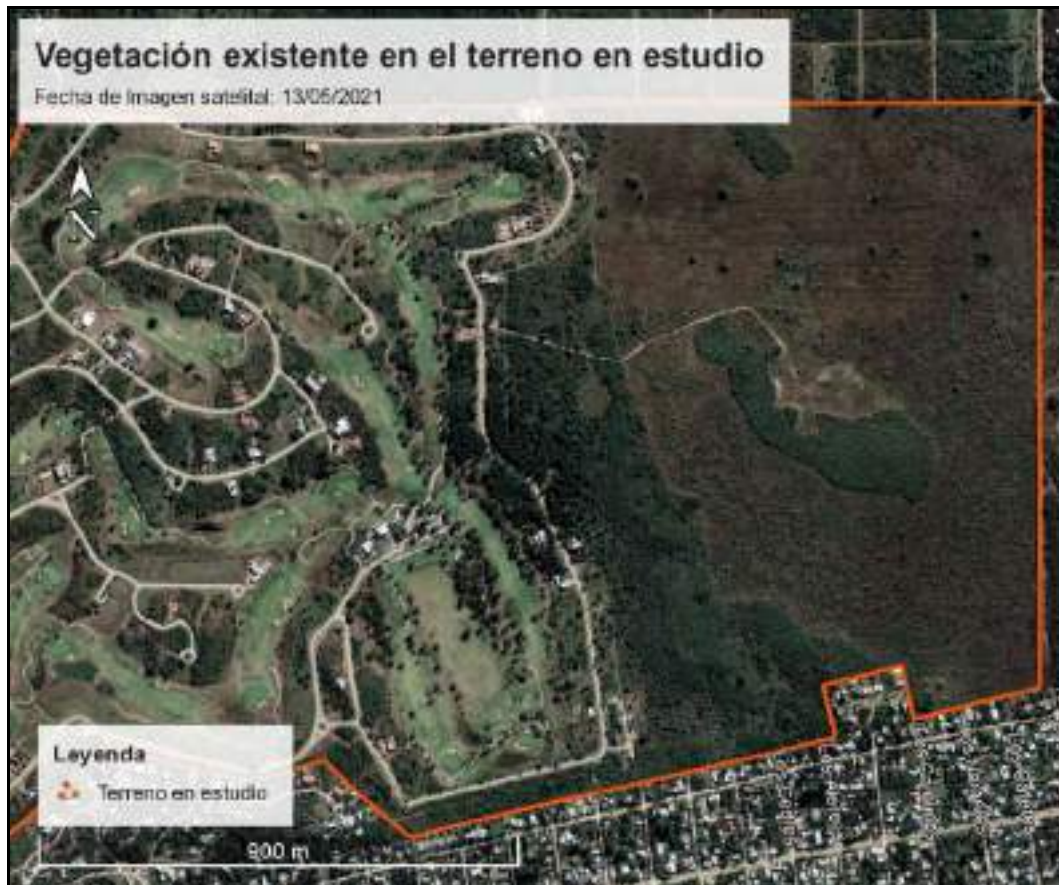 Vegetación existente en el terreno en estudio
Fecha de Imagen satelital: 13/05/2021
Leyenda
Terreno en estudio
900 m